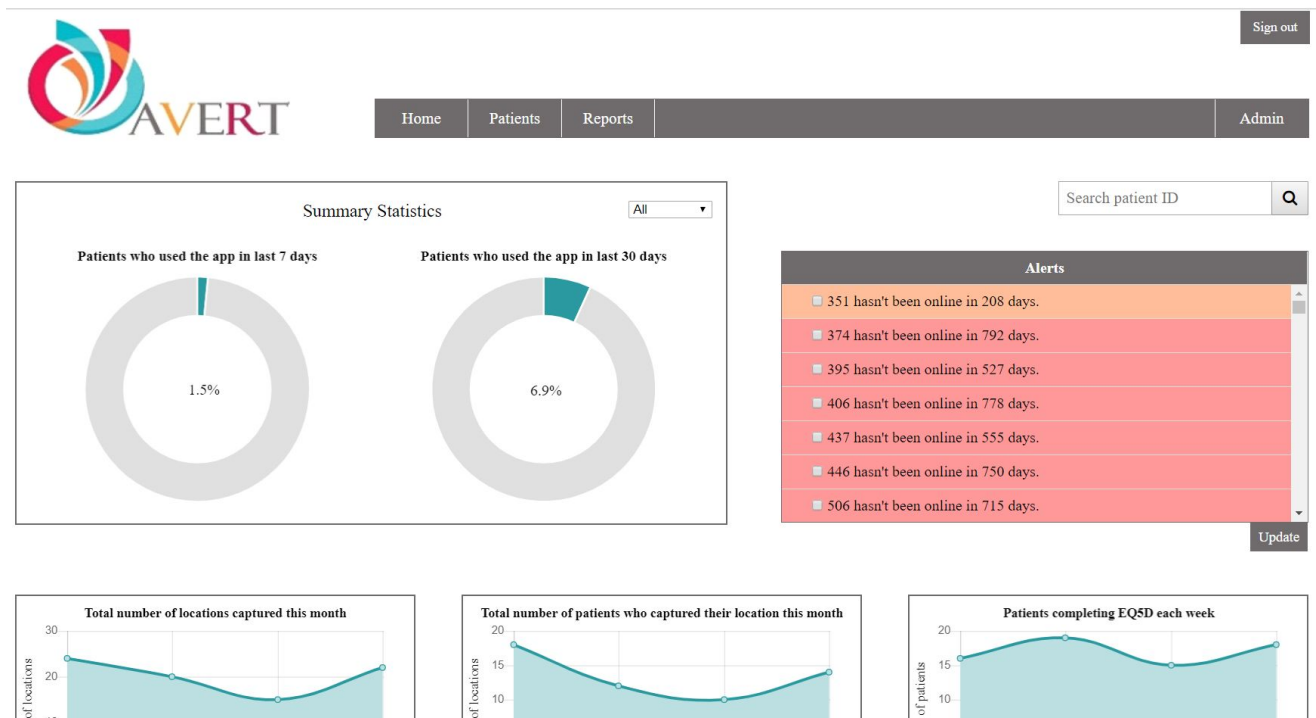 Sign out
AVERT
Home Patients Reports Admin
Summary Statistics
All
Search patient ID
Patients who used the app in last 7 days
Patients who used the app in last 30 days
1.5%
6.9%
Alerts
351 hasn't been online in 208 days.
374 hasn't been online in 792 days.
395 hasn't been online in 527 days.
406 hasn't been online in 778 days.
437 hasn't been online in 555 days.
446 hasn't been online in 750 days.
506 hasn't been online in 715 days.
Update
Total number of locations captured this month
30
20
of locations
Total number of patients who captured their location this month
20
15
10
of locations
Patients completing EQ5D each week
20
15
10
of patients